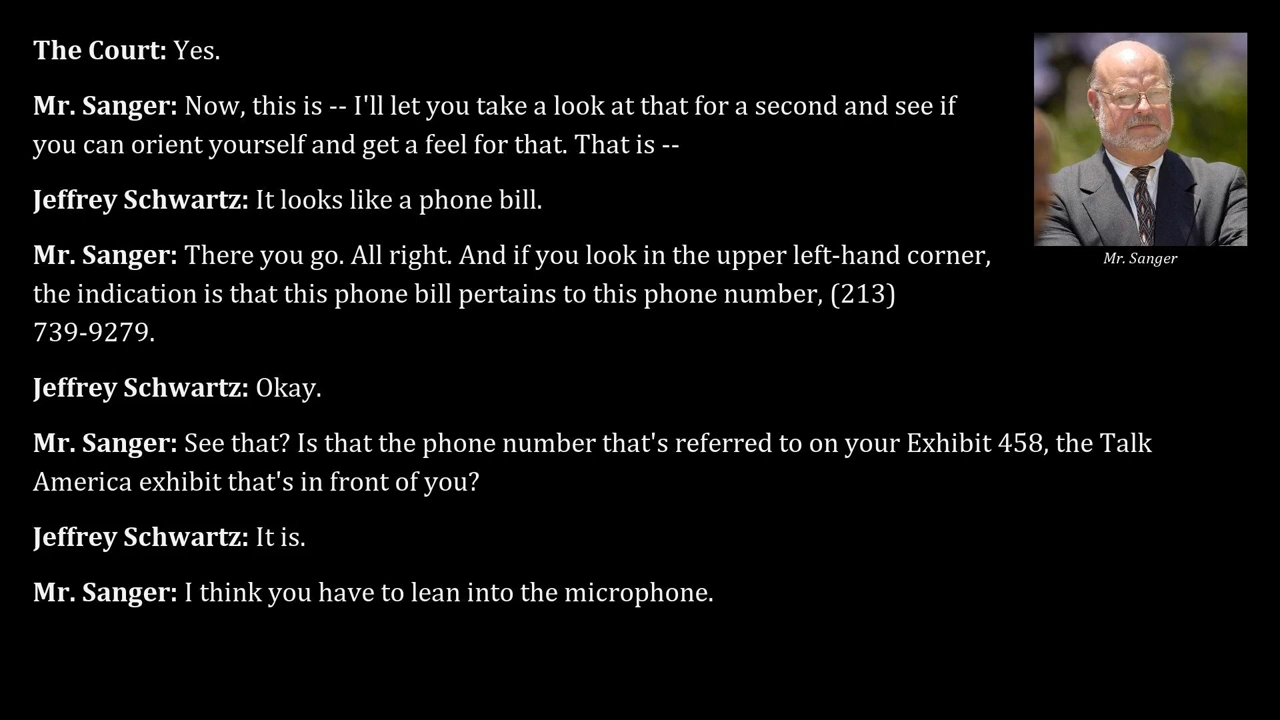 The Court: Yes.
Mr. Sanger: Now, this is -- I'll let you take a look at that for a second and see if
you can orient yourself and get a feel for that. That is --
Jeffrey Schwartz: It looks like a phone bill.
Mr. Sanger: There you go. All right. And if you look in the upper left-hand corner,
the indication is that this phone bill pertains to this phone number, (213)
739-9279.
Jeffrey Schwartz: Okay.
Mr. Sanger: See that? Is that the phone number that's referred to on your Exhibit 458, the Talk
America exhibit that's in front of you?
Jeffrey Schwartz: It is.
Mr. Sanger: I think you have to lean into the microphone.
Mr. Sanger